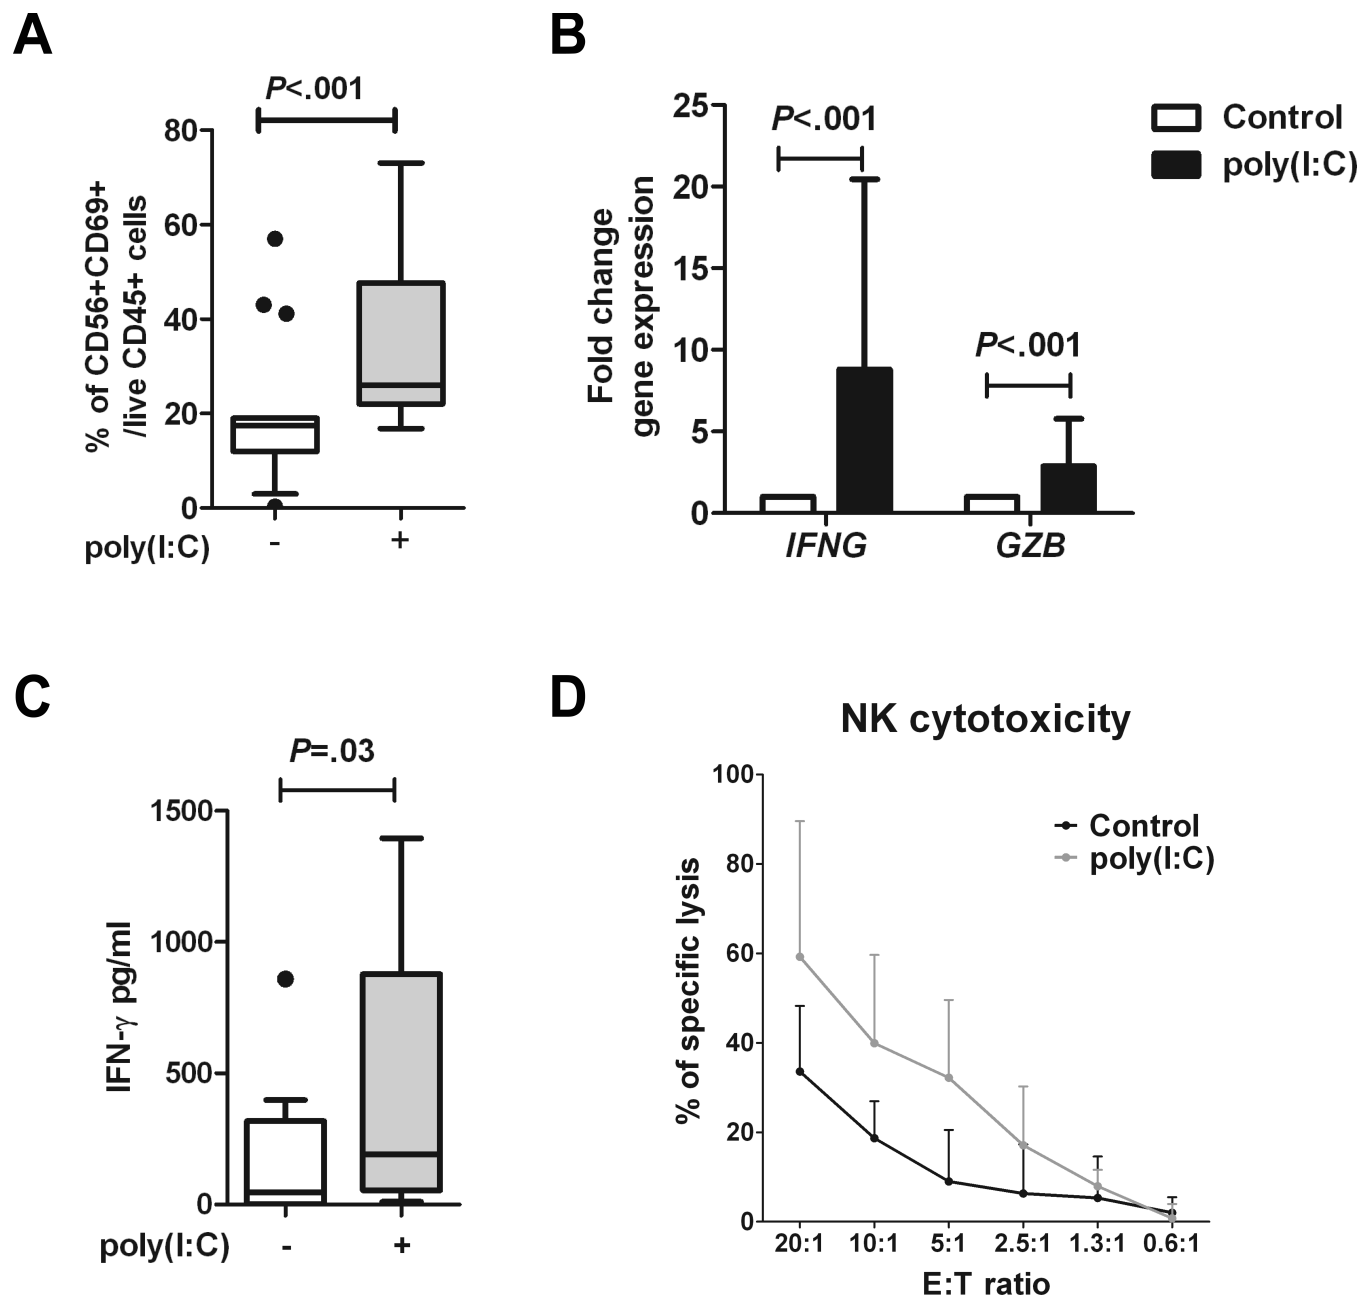 A
P<.001
% of CD56+CD69+
/live CD45+ cells
80
60
40
20
0
poly(I:C)
-
+
B
P<.001
P<.001
Fold change
gene expression
25
20
15
10
5
0
IFNG
GZB
Control
poly(I:C)
C
P=.03
IFN-γ pg/ml
1500
1000
500
0
poly(I:C)
-
+
D
NK cytotoxicity
% of specific lysis
100
80
60
40
20
0
Control
poly(I:C)
20:1
10:1
5:1
2.5:1
1.3:1
0.6:1
E:T ratio